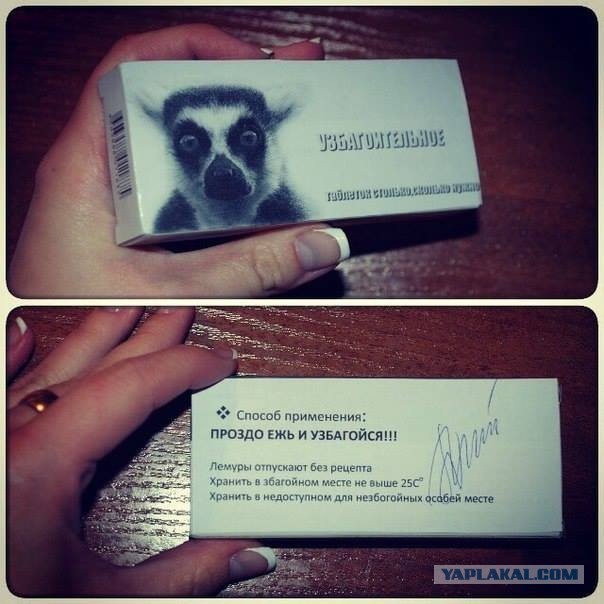 УЗБАГОИТЕЛЬНОЕ
таблеток столько,сколько нужно
❖ Способ применения:
ПРОЗДО ЕЖЬ И УЗБАГОЙСЯ!!!
Лемуры отпускают без рецепта
Хранить в збагойном месте не выше 25С°
Хранить в недоступном для незбогойных особей месте
YAPLAKAL.COM